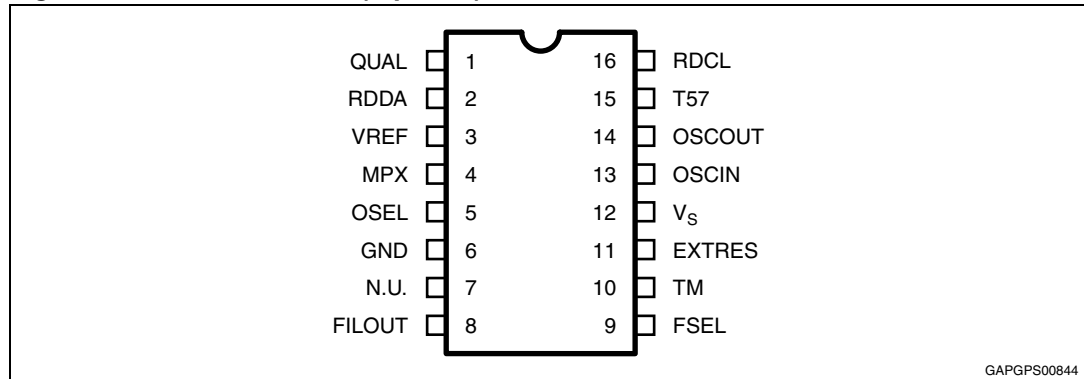 QUAL 1 16 RDCL
RDDA 2 15 T57
VREF 3 14 OSCOUT
MPX 4 13 OSCIN
OSEL 5 12 VS
GND 6 11 EXTRES
N.U. 7 10 TM
FILOUT 8 9 FSEL
GAPGPS00844